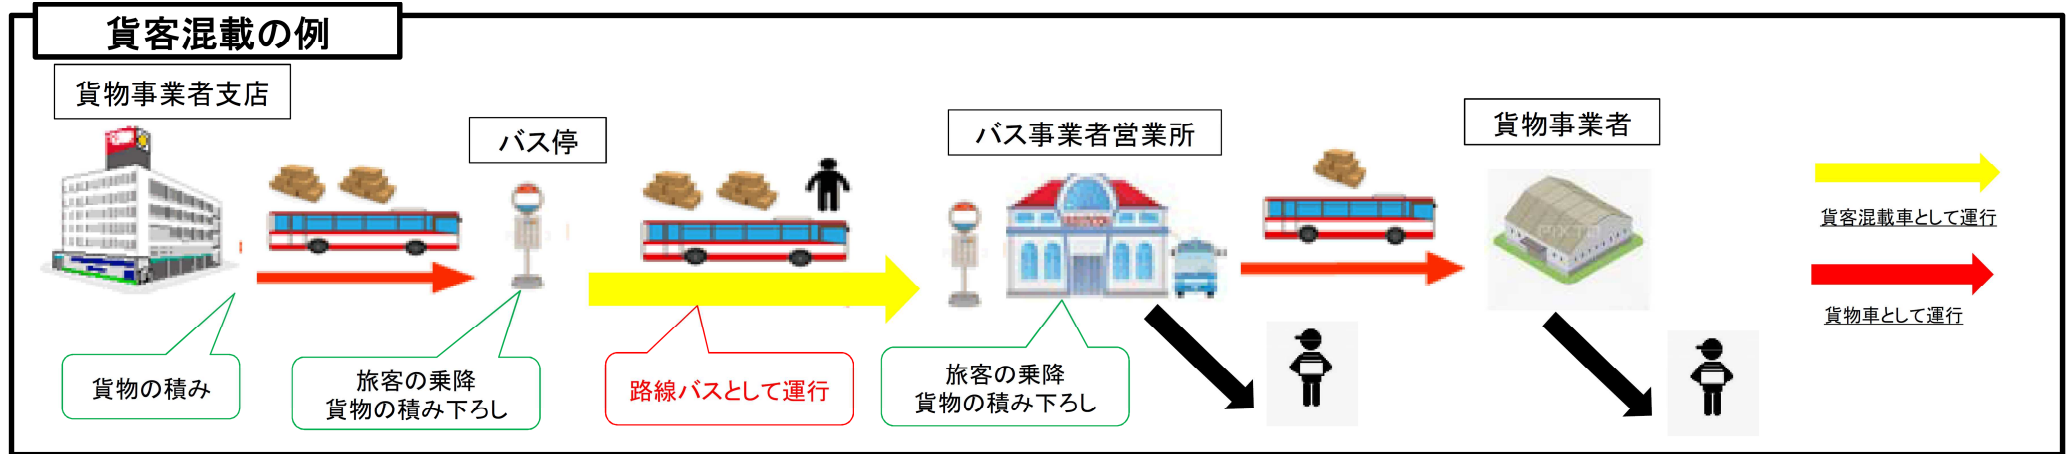 貨客混載の例
貨物事業者支店
バス停
バス事業者営業所
貨物事業者
貨客混載車として運行
貨物車として運行
貨物の積み
旅客の乗降
貨物の積み下ろし
路線バスとして運行
旅客の乗降
貨物の積み下ろし